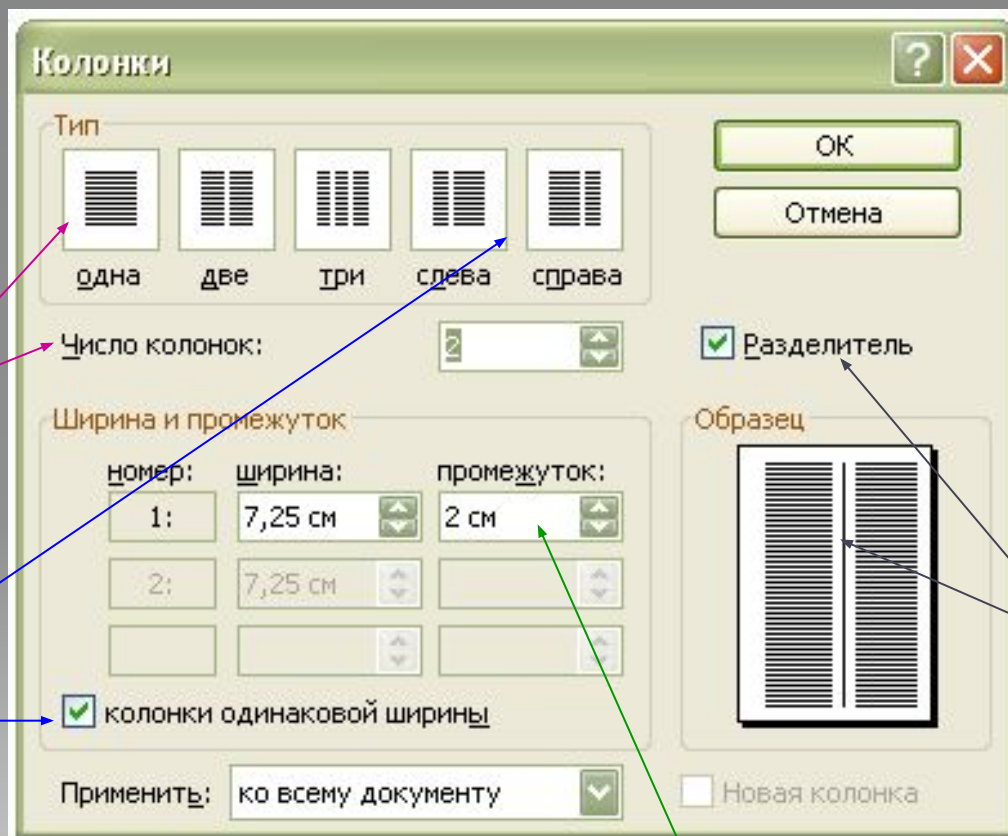 Колонки
Тип
одна две три слева справа
ОК
Отмена
Число колонок: 2
Разделитель
Ширина и промежуток
номер: ширина: промежуток:
1: 7,25 см 2 см
2: 7,25 см
колонки одинаковой ширины
Образец
Применить: ко всему документу
Новая колонка